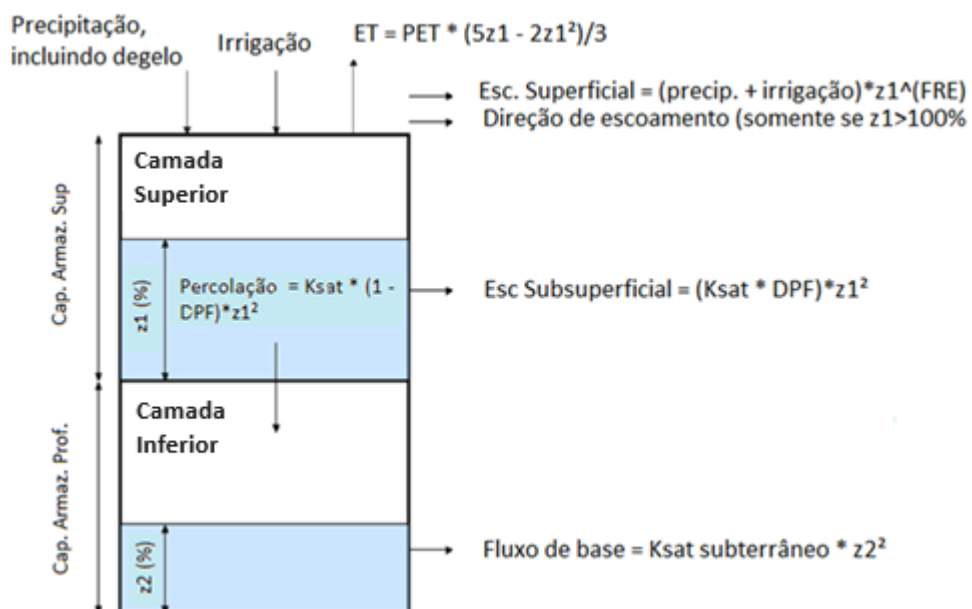 Precipitação,
incluindo degelo
Irrigação
ET = PET * (5z1 - 2z1²)/3
Esc. Superficial = (precip. + irrigação)*z1^(FRE)
Direção de escoamento (somente se z1>100%
Camada
Superior
Cap. Armaz. Sup
z1 (%)
Percolação = Ksat * (1 -
DPF)*z1²
Esc Subsuperficial = (Ksat * DPF)*z1²
Camada
Inferior
Cap. Armaz. Prof.
z2 (%)
Fluxo de base = Ksat subterrâneo * z2²